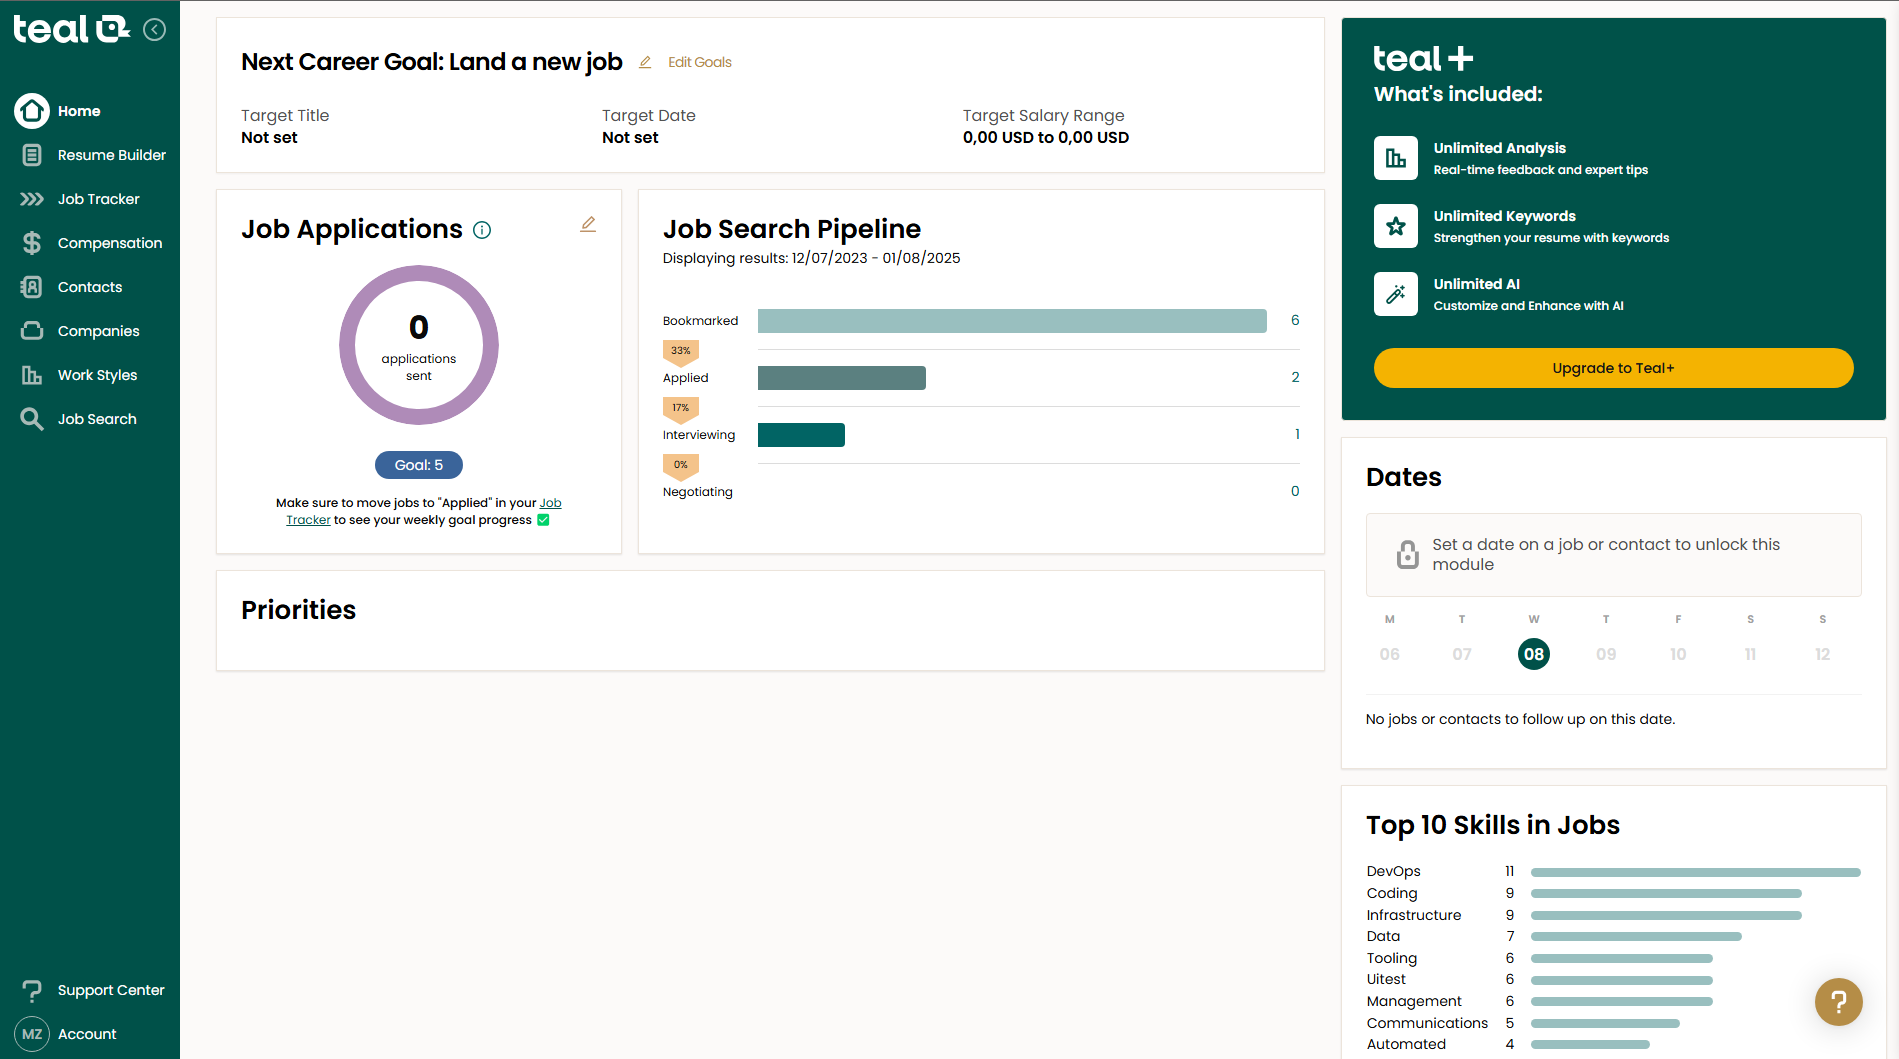 teal
Home
Resume Builder
Job Tracker
Compensation
Contacts
Companies
Work Styles
Job Search
Support Center
MZ Account
Next Career Goal: Land a new job Edit Goals
Target Title Target Date Target Salary Range
Not set Not set 0,00 USD to 0,00 USD
Job Applications
0
applications
sent
Goal: 5
Make sure to move jobs to "Applied" in your Job
Tracker to see your weekly goal progress ✅
Job Search Pipeline
Displaying results: 12/07/2023 - 01/08/2025
Bookmarked 6
33%
Applied 2
17%
Interviewing 1
0%
Negotiating 0
Priorities
teal+
What's included:
Unlimited Analysis
Real-time feedback and expert tips
Unlimited Keywords
Strengthen your resume with keywords
Unlimited AI
Customize and Enhance with AI
Upgrade to Teal+
Dates
Set a date on a job or contact to unlock this
module
M T W T F S S
06 07 08 09 10 11 12
No jobs or contacts to follow up on this date.
Top 10 Skills in Jobs
DevOps 11
Coding 9
Infrastructure 9
Data 7
Tooling 6
Uitest 6
Management 6
Communications 5
Automated 4
?